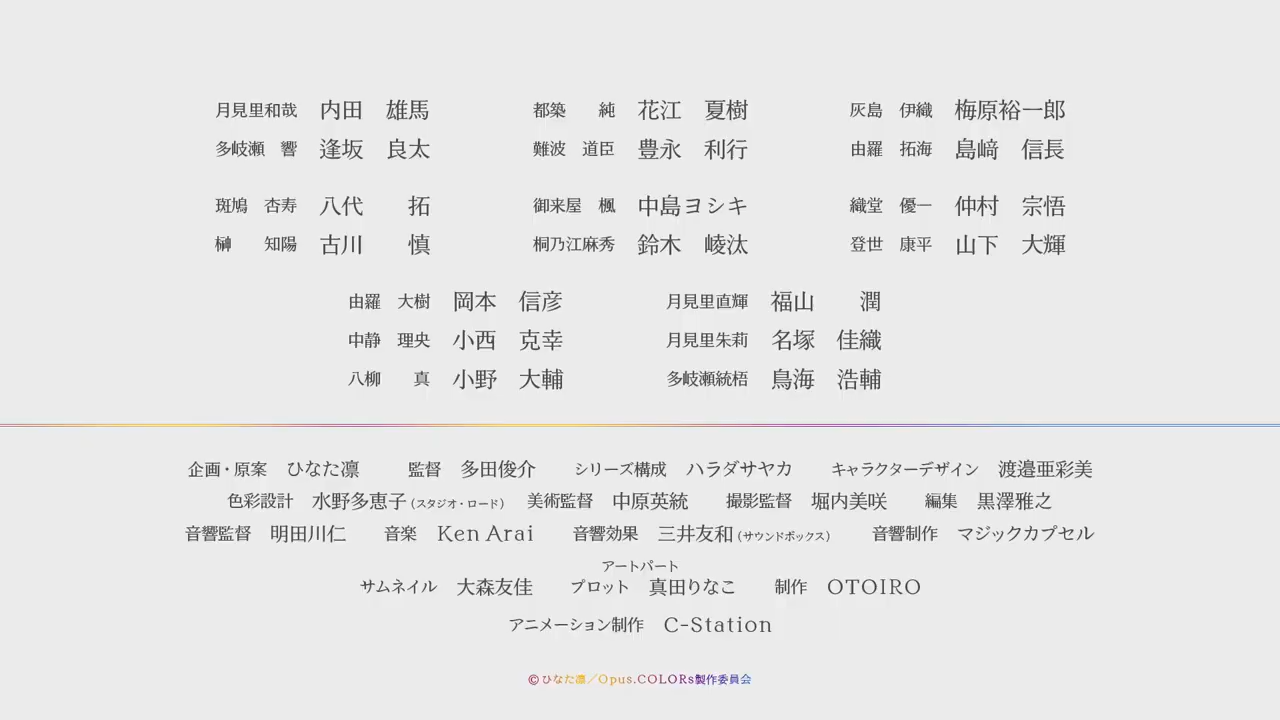 月見里和哉 内田 雄馬 都築 純 花江 夏樹 灰島 伊織 梅原裕一郎
多岐瀬 響 逢坂 良太 難波 道臣 豊永 利行 由羅 拓海 島﨑 信長
斑鳩 杏寿 八代 拓 御来屋 楓 中島ヨシキ 織堂 優一 仲村 宗悟
榊 知陽 古川 慎 桐乃江麻秀 鈴木 崚汰 登世 康平 山下 大輝
由羅 大樹 岡本 信彦 月見里直輝 福山 潤
中静 理央 小西 克幸 月見里朱莉 名塚 佳織
八柳 真 小野 大輔 多岐瀬統梧 鳥海 浩輔
企画・原案 ひなた凛 監督 多田俊介 シリーズ構成 ハラダサヤカ キャラクターデザイン 渡邉亜彩美
色彩設計 水野多恵子(スタジオ・ロード) 美術監督 中原英統 撮影監督 堀内美咲 編集 黒澤雅之
音響監督 明田川仁 音楽 Ken Arai 音響効果 三井友和(サウンドボックス) 音響制作 マジックカプセル
アートパート
サムネイル 大森友佳 プロット 真田りなこ 制作 OTOIRO
アニメーション制作 C-Station
©ひなた凛／Opus.COLORs製作委員会